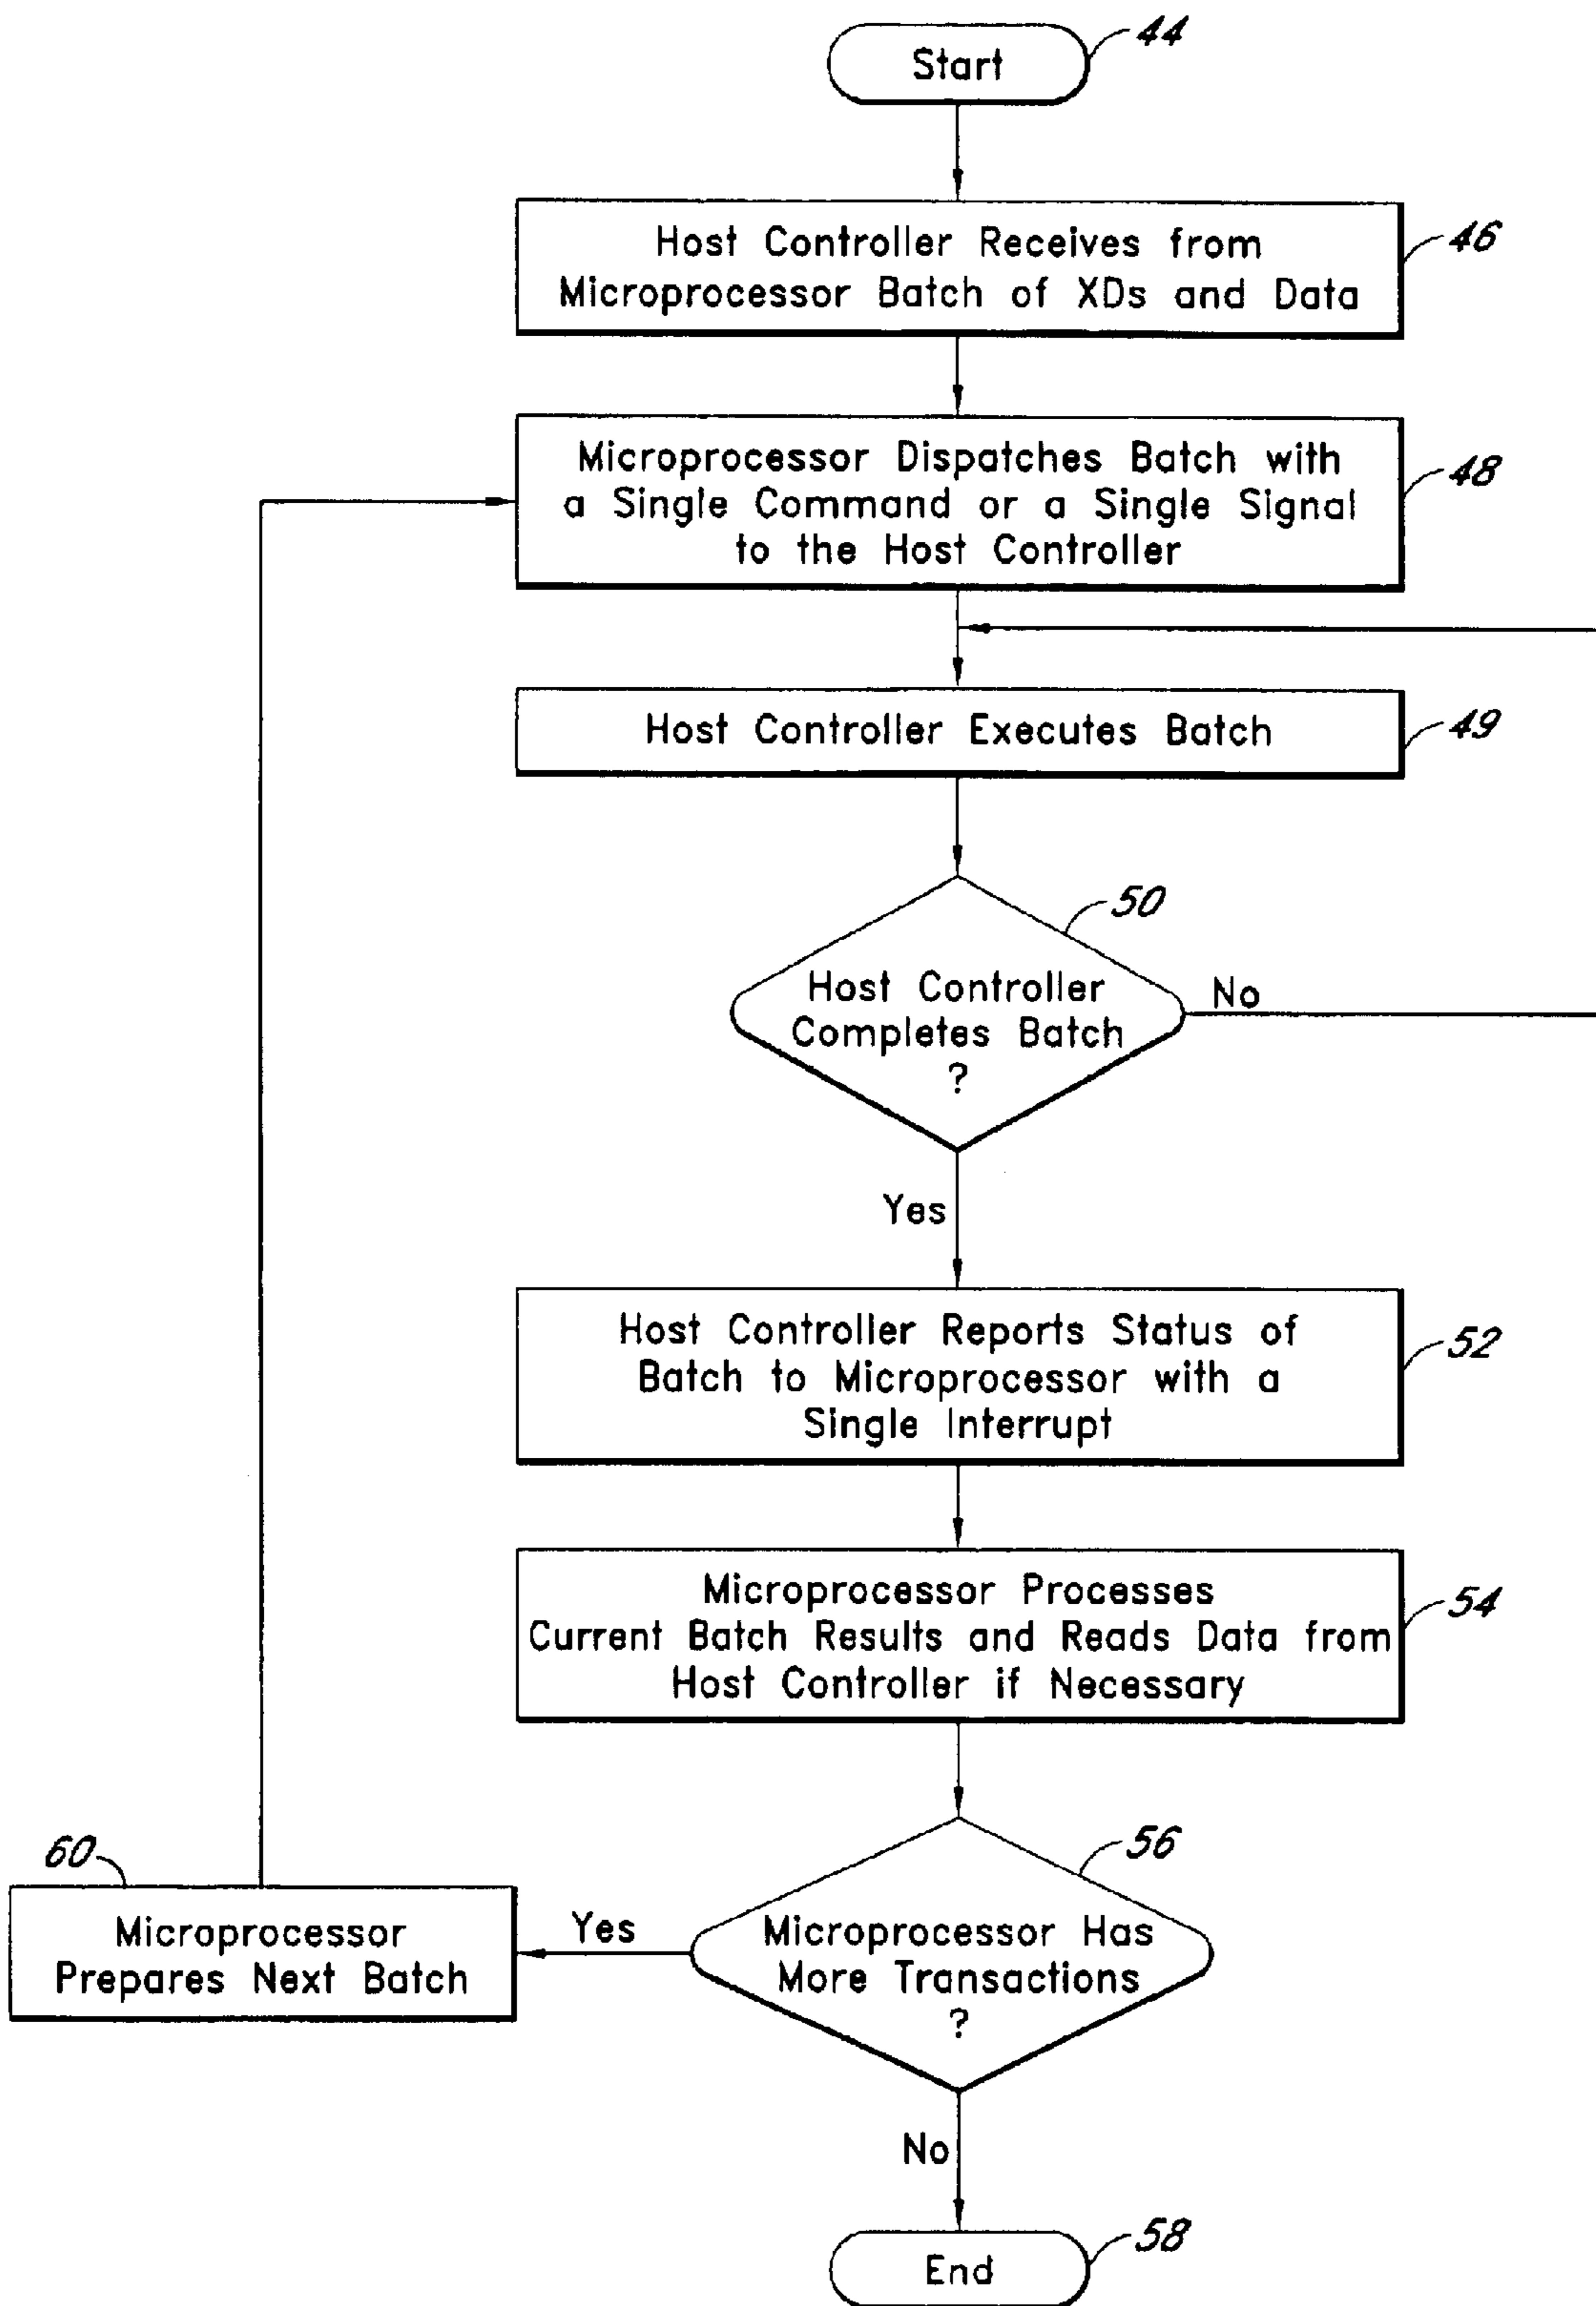 Start
44
Host Controller Receives from
Microprocessor Batch of XDs and Data
46
Microprocessor Dispatches Batch with
a Single Command or a Single Signal
to the Host Controller
48
Host Controller Executes Batch
49
50
Host Controller
Completes Batch
?
No
Yes
Host Controller Reports Status of
Batch to Microprocessor with a
Single Interrupt
52
Microprocessor Processes
Current Batch Results and Reads Data from
Host Controller if Necessary
54
56
Microprocessor Has
More Transactions
?
Yes
60
Microprocessor
Prepares Next Batch
No
End
58